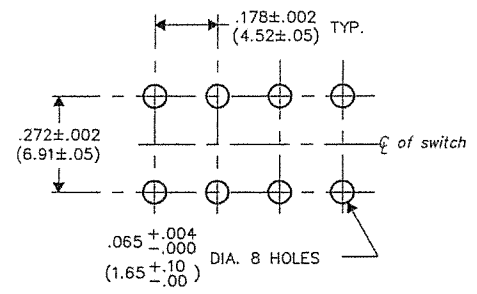 .178±.002
(4.52±.05) TYP.
.272±.002
(6.91±.05)
℄ of switch
.065 +.004 -.000
(1.65 +.10 -.00) DIA. 8 HOLES